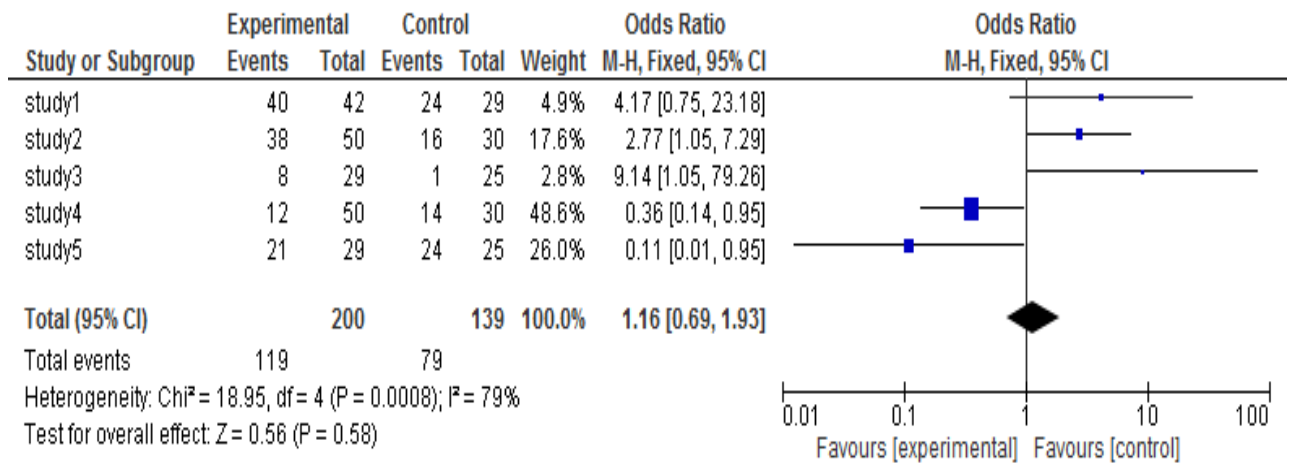 Experimental Control Odds Ratio Odds Ratio
Study or Subgroup Events Total Events Total Weight M-H, Fixed, 95% CI M-H, Fixed, 95% CI
study1 40 42 24 29 4.9% 4.17 [0.75, 23.18]
study2 38 50 16 30 17.6% 2.77 [1.05, 7.29]
study3 8 29 1 25 2.8% 9.14 [1.05, 79.26]
study4 12 50 14 30 48.6% 0.36 [0.14, 0.95]
study5 21 29 24 25 26.0% 0.11 [0.01, 0.95]
Total (95% CI) 200 139 100.0% 1.16 [0.69, 1.93]
Total events 119 79
Heterogeneity: Chi² = 18.95, df = 4 (P = 0.0008); I² = 79%
Test for overall effect: Z = 0.56 (P = 0.58)
0.01 0.1 1 10 100
Favours [experimental] Favours [control]